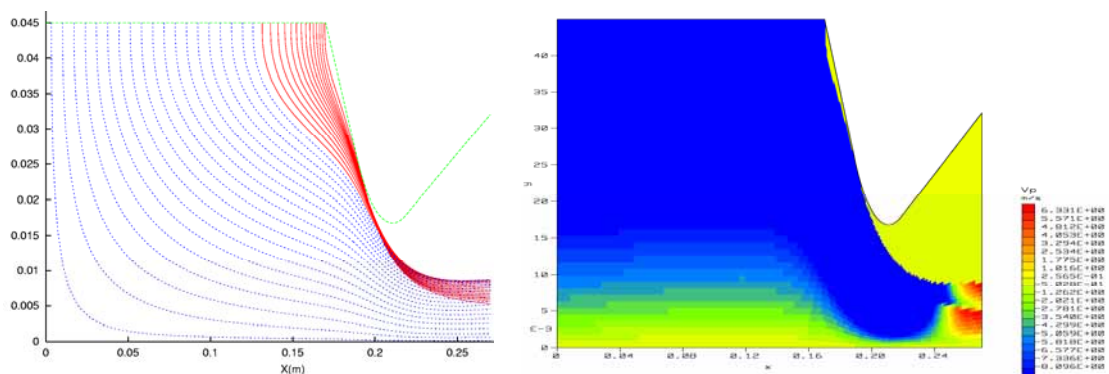 0.045
0.04
0.035
0.03
0.025
0.02
0.015
0.01
0.005
0
0 0.05 0.1 0.15 0.2 0.25
X(m)
40
35
30
25
20
15
10
5
E-3
0
0 0.04 0.08 0.12 0.16 0.20 0.24
x
y
Vp
m/s
6.331E+00
5.571E+00
4.812E+00
4.053E+00
3.294E+00
2.534E+00
1.775E+00
1.016E+00
2.565E-01
5.028E-01
1.262E+00
2.021E+00
2.781E+00
3.540E+00
4.299E+00
5.059E+00
6.577E+00
7.336E+00
8.096E+00